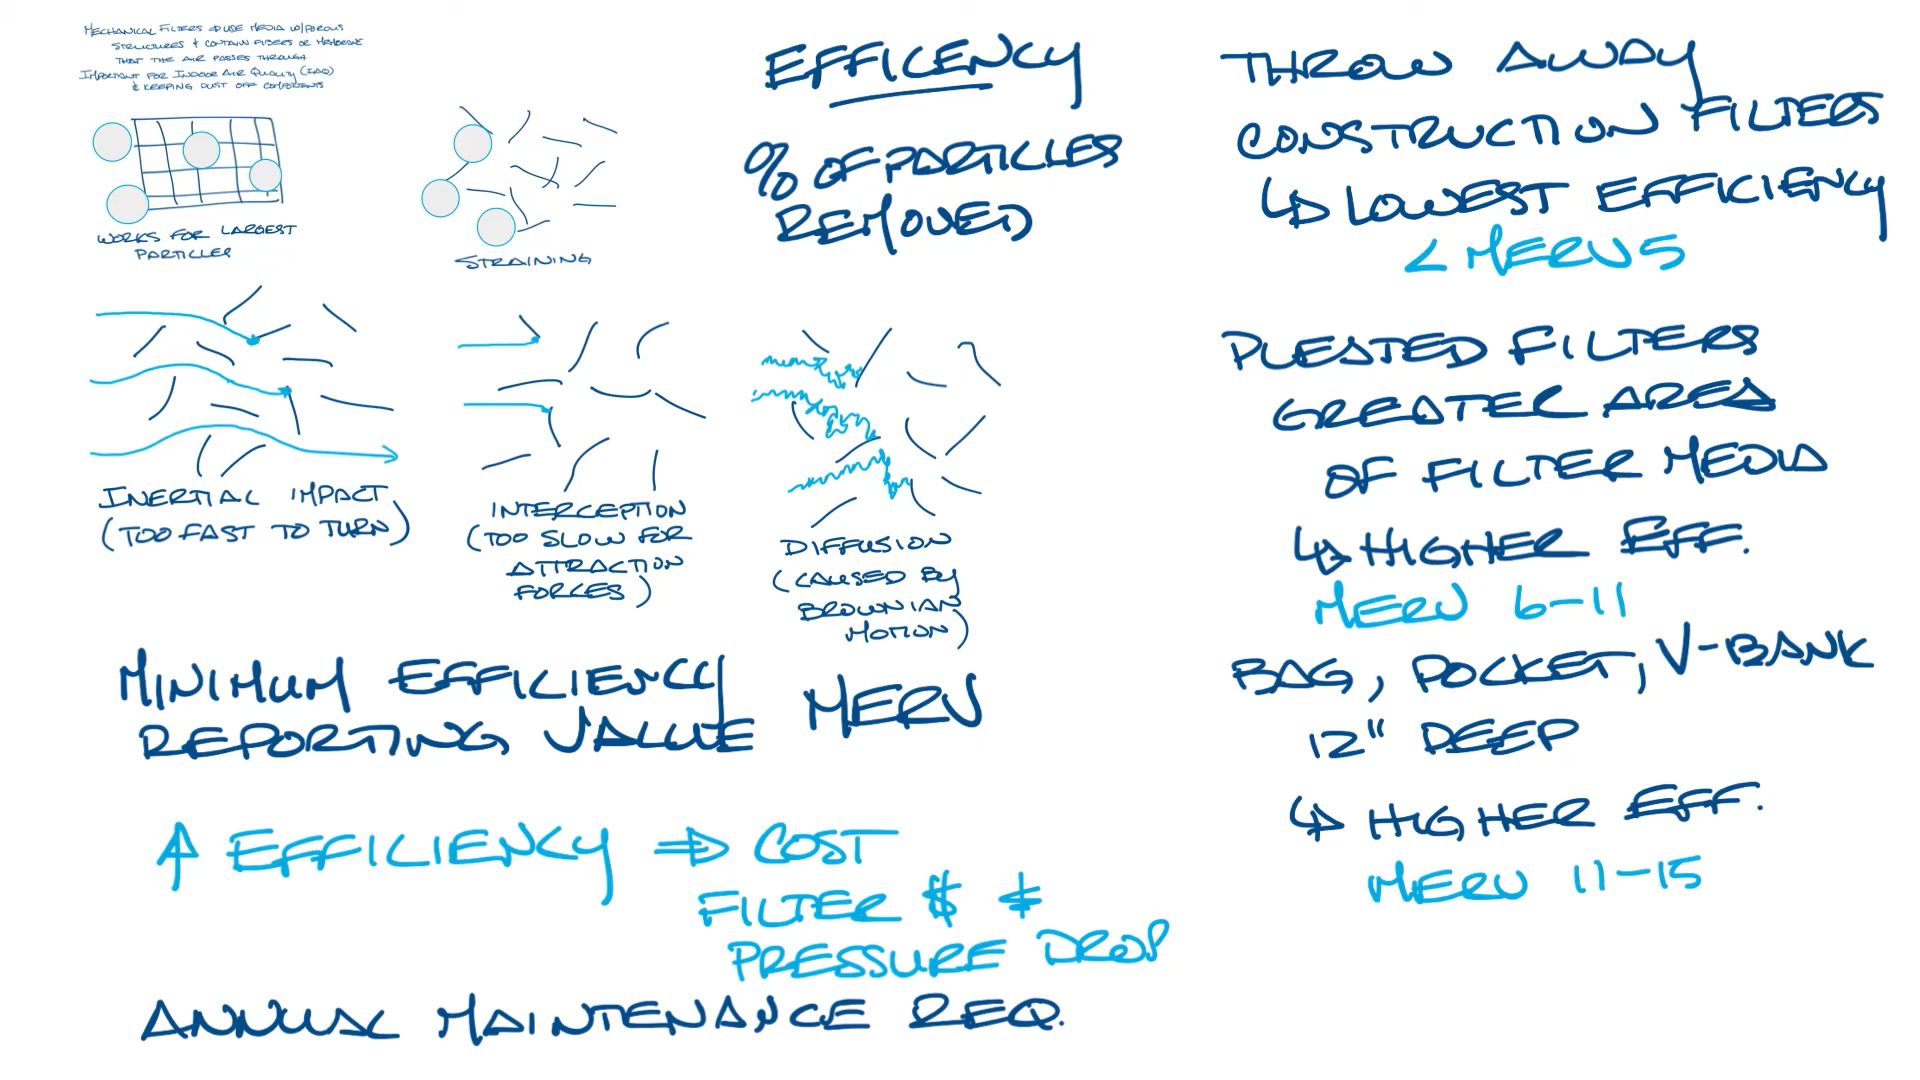 MECHANICAL FILTERS ⇒ USE MEDIA W/POROUS
STRUCTURES & CONTAIN FIBERS OR MEMBRANE
THAT THE AIR PASSES THROUGH
IMPORTANT FOR INDOOR AIR QUALITY (IAQ)
& KEEPING DUST OFF COMPONENTS
WORKS FOR LARGEST
PARTICLES
STRAINING
EFFICENCY
% OF PARTICLES
REMOVED
INERTIAL IMPACT
(TOO FAST TO TURN)
INTERCEPTION
(TOO SLOW FOR
ATTRACTION
FORCES)
DIFFUSION
(CAUSED BY
BROWNIAN
MOTION)
MINIMUM EFFICIENCY
REPORTING VALUE
MERV
↑ EFFICIENCY ⇒ COST
FILTER $ &
PRESSURE DROP
ANNUAL MAINTENANCE REQ.
THROW AWAY
CONSTRUCTION FILTERS
↳ LOWEST EFFICIENCY
< MERV 5
PLEATED FILTERS
GREATER AREA
OF FILTER MEDIA
↳ HIGHER EFF.
MERV 6-11
BAG, POCKET, V-BANK
12" DEEP
↳ HIGHER EFF.
MERV 11-15